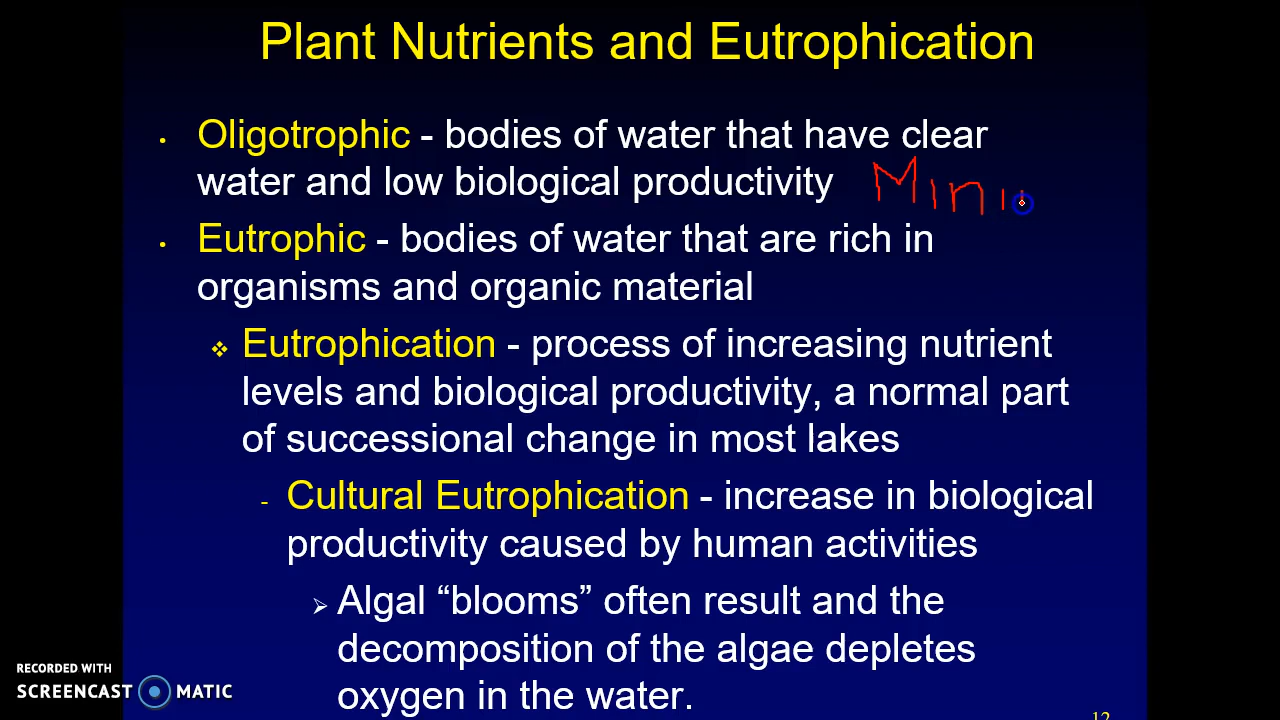 Plant Nutrients and Eutrophication
• Oligotrophic - bodies of water that have clear
water and low biological productivity Mini
• Eutrophic - bodies of water that are rich in
organisms and organic material
❖ Eutrophication - process of increasing nutrient
levels and biological productivity, a normal part
of successional change in most lakes
- Cultural Eutrophication - increase in biological
productivity caused by human activities
➢ Algal “blooms” often result and the
decomposition of the algae depletes
oxygen in the water.
RECORDED WITH
SCREENCAST MATIC
12